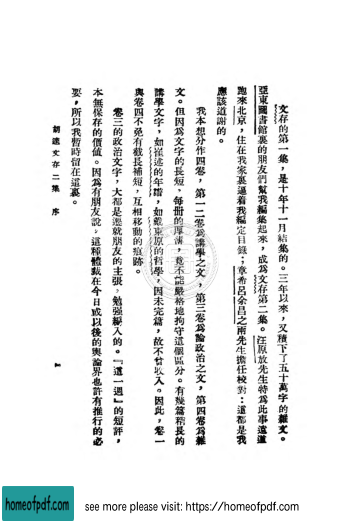 文存的第一集，是十年十一月結集的。三年以來，又積下了五十萬字的雜文。
亞東圖書館裏的朋友們幫我編集起來，成爲文存第二集。汪原放先生特爲此事遠道
跑來北京，住在我家裏逼着我編定目錄；章希呂余昌之兩先生擔任校對：這都是我
應該道謝的。
我本想分作四卷，第一二卷爲講學之文，第三卷爲論政治之文，第四卷爲雜
文。但因爲文字的長短，每冊的厚薄，竟不能嚴格地拘守這個區分。有幾篇稍長的
講學文字，如崔述的年譜，如戴東原的哲學，因未完篇，故不曾收入。因此，卷一
與卷四不免有截長補短，互相移動的痕跡。
卷三的政治文字，大都是遷就朋友的主張，勉強編入的。『這一週』的短評，
本無保存的價值。因爲有朋友說，這種體裁在今日或以後的輿論界也許有推行的必
要，所以我暫時留在這裏。
胡適文存二集 序
homeofpdf.com
see more please visit: https://homeofpdf.com